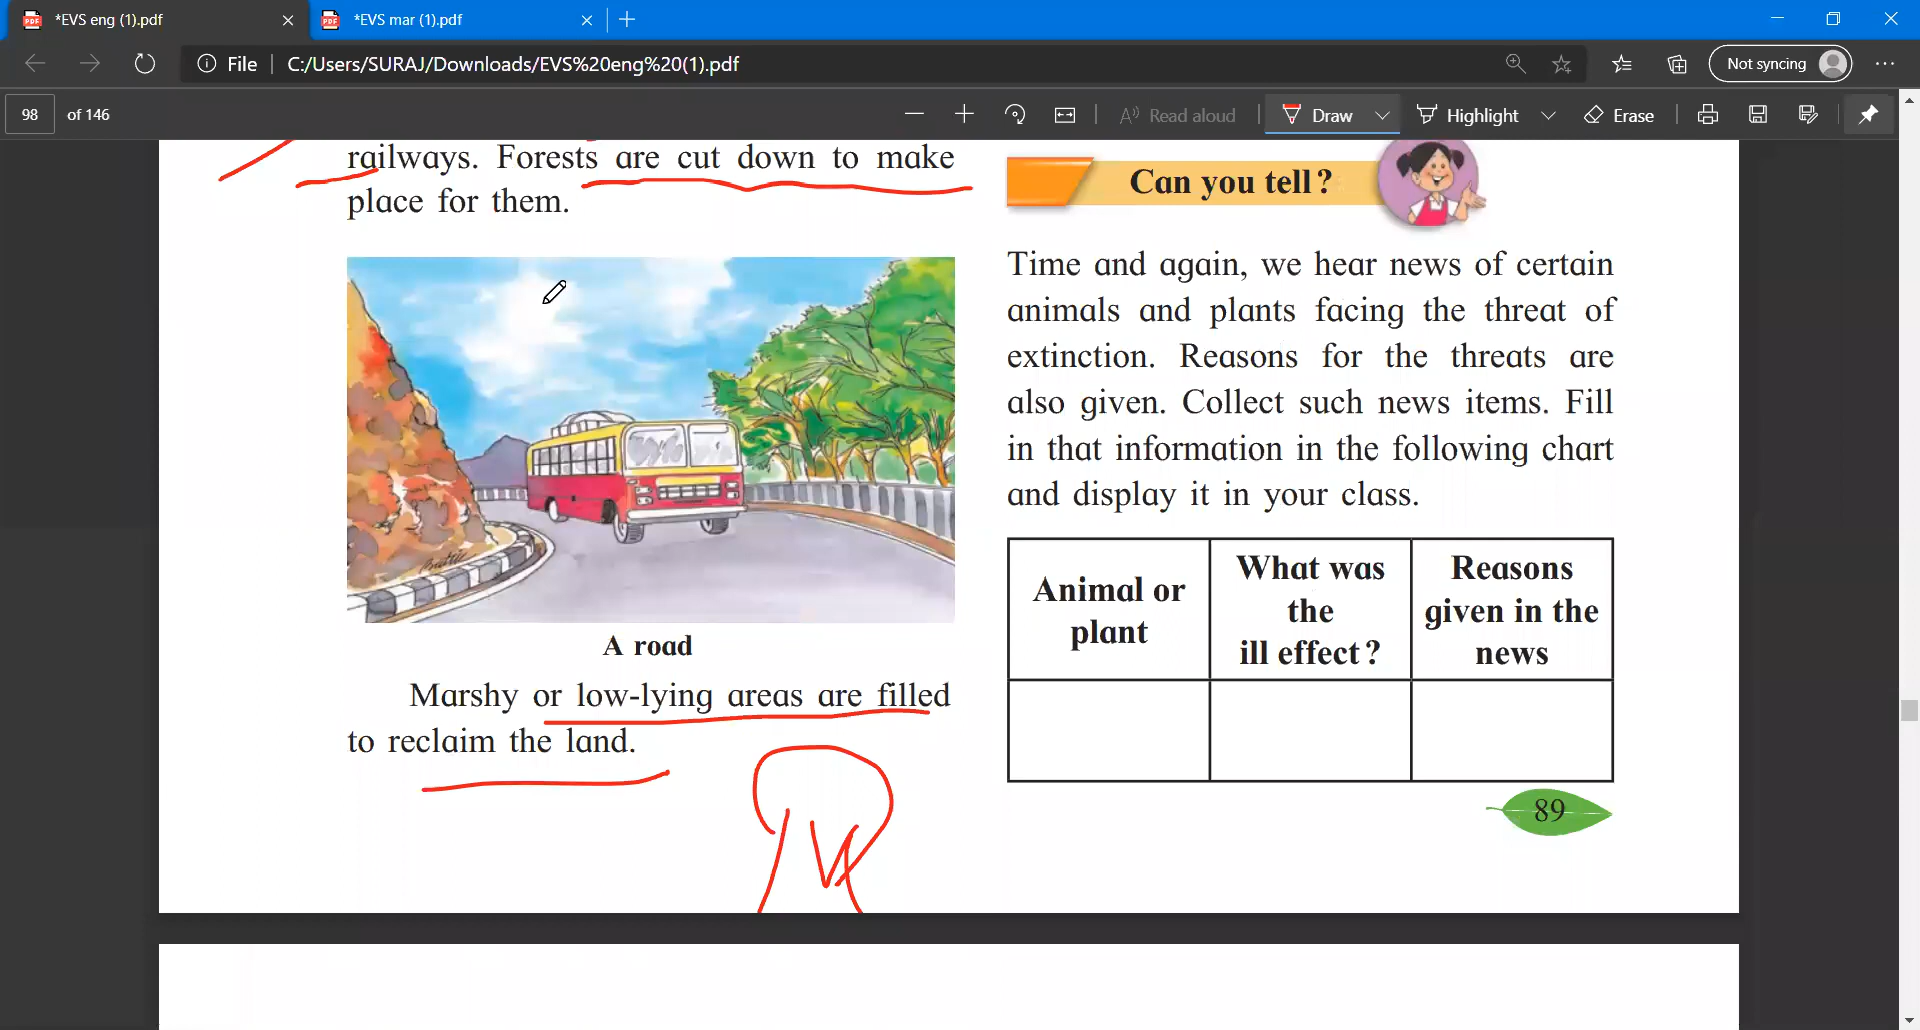 *EVS eng (1).pdf
*EVS mar (1).pdf
File
C:/Users/SURAJ/Downloads/EVS%20eng%20(1).pdf
Not syncing
98 of 146
Read aloud
Draw
Highlight
Erase
railways. Forests are cut down to make
place for them.
A road
Marshy or low-lying areas are filled
to reclaim the land.
Can you tell?
Time and again, we hear news of certain
animals and plants facing the threat of
extinction. Reasons for the threats are
also given. Collect such news items. Fill
in that information in the following chart
and display it in your class.
Animal or
plant
What was
the
ill effect?
Reasons
given in the
news
89